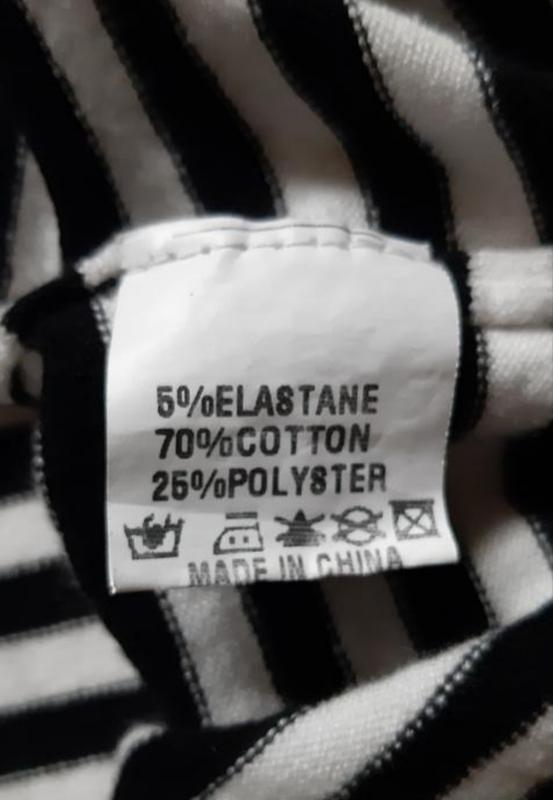 5%ELASTANE
70%COTTON
25%POLYSTER
MADE IN CHINA